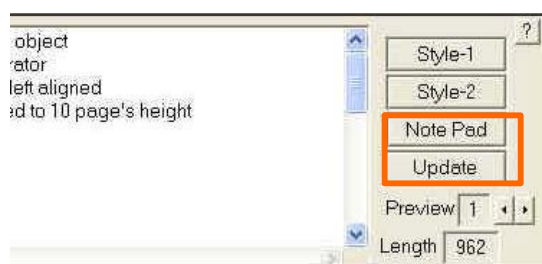 object
rator
left aligned
ed to 10 page's height
?
Style-1
Style-2
Note Pad
Update
Preview 1
Length 962